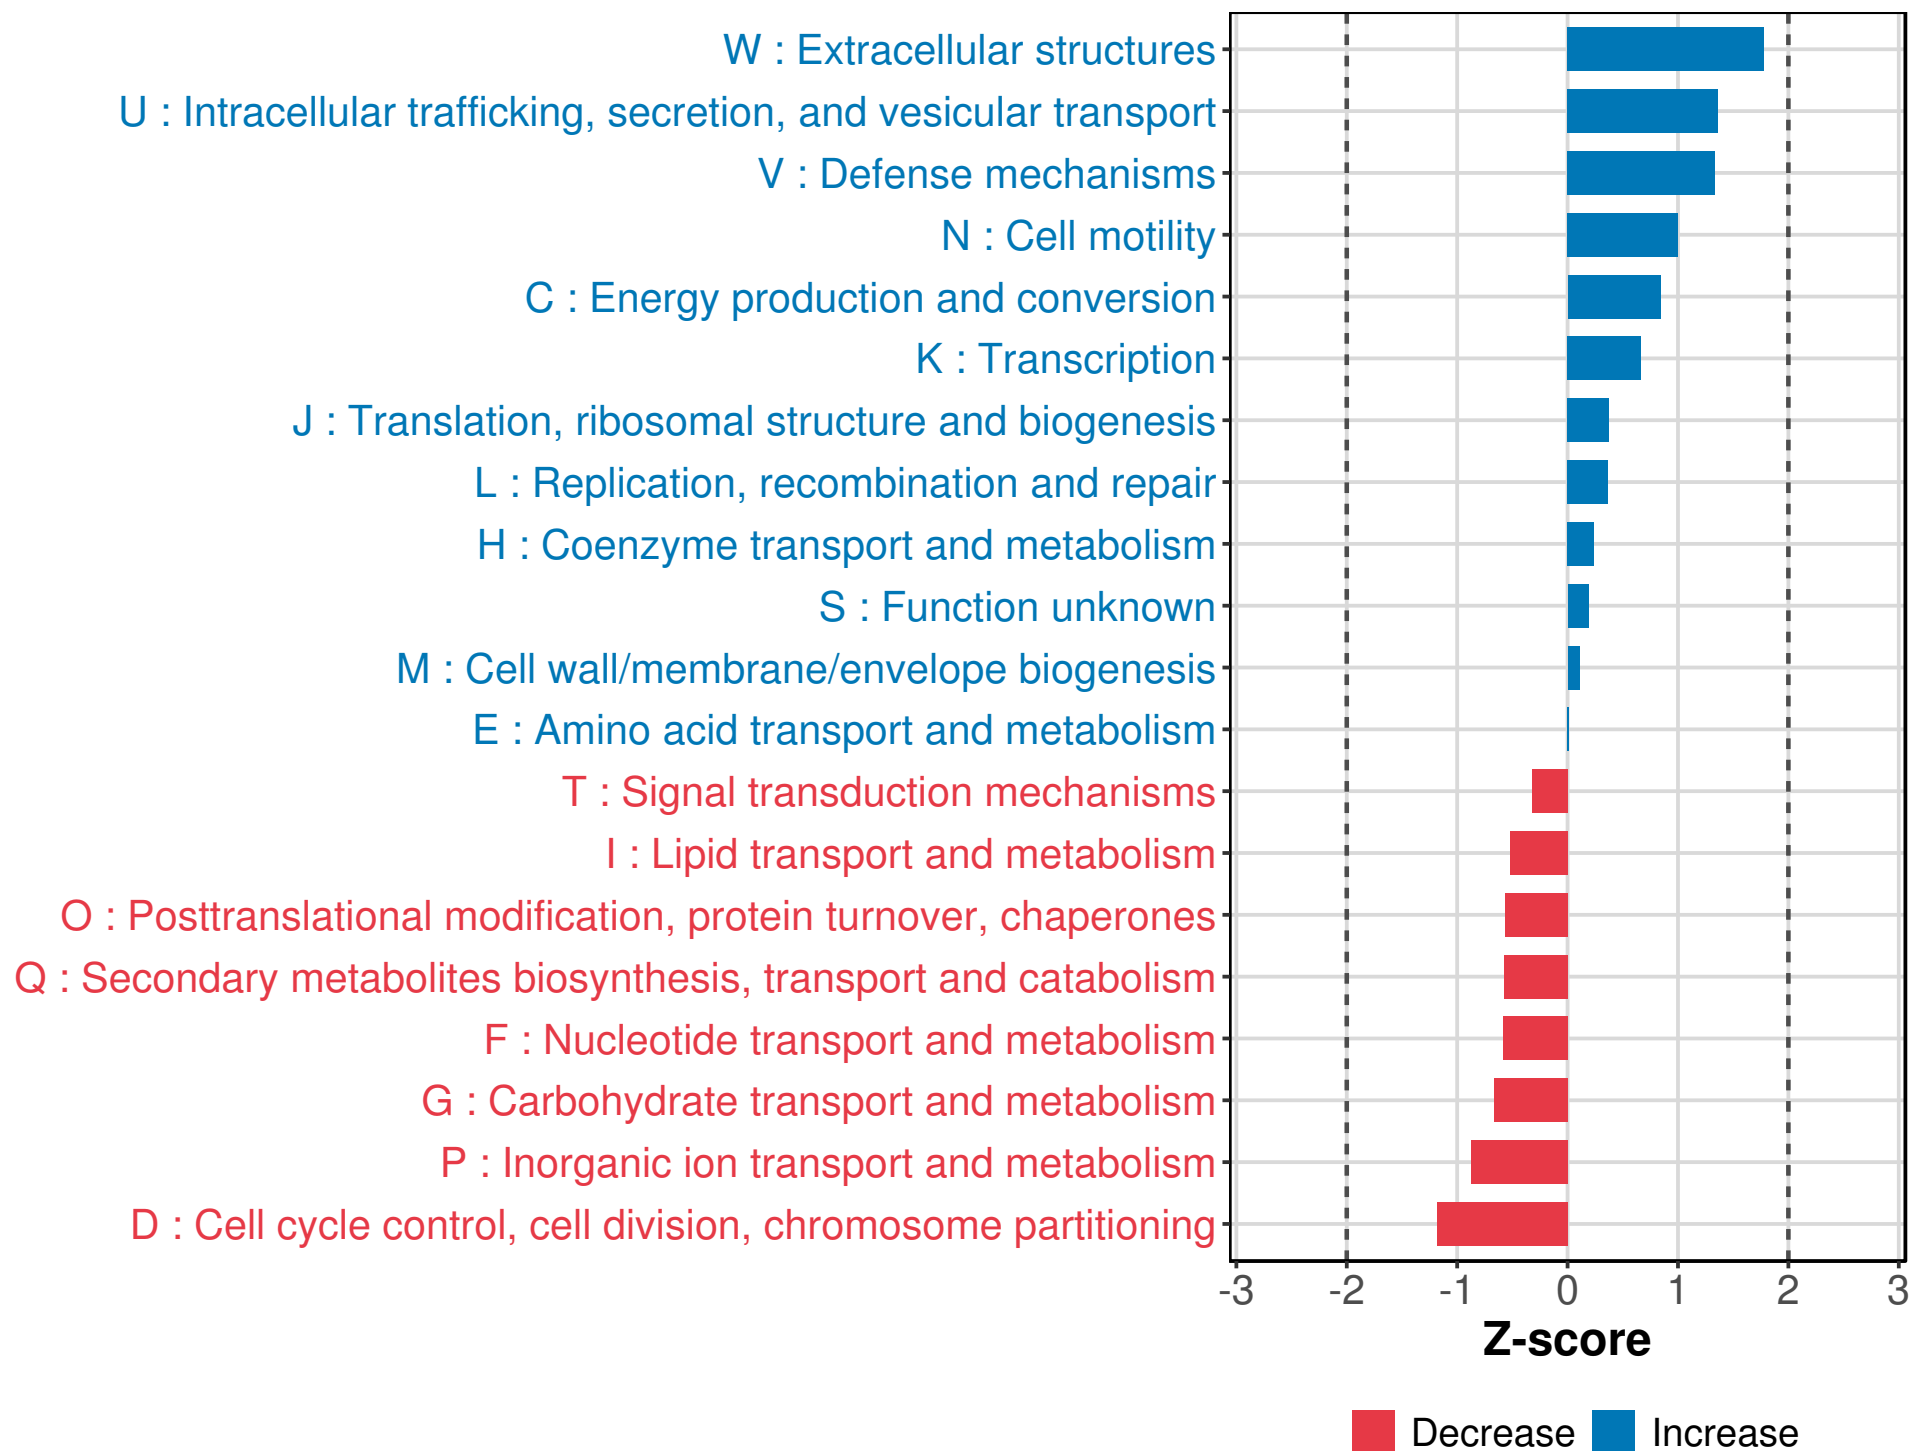 W : Extracellular structures
U : Intracellular trafficking, secretion, and vesicular transport
V : Defense mechanisms
N : Cell motility
C : Energy production and conversion
K : Transcription
J : Translation, ribosomal structure and biogenesis
L : Replication, recombination and repair
H : Coenzyme transport and metabolism
S : Function unknown
M : Cell wall/membrane/envelope biogenesis
E : Amino acid transport and metabolism
T : Signal transduction mechanisms
I : Lipid transport and metabolism
O : Posttranslational modification, protein turnover, chaperones
Q : Secondary metabolites biosynthesis, transport and catabolism
F : Nucleotide transport and metabolism
G : Carbohydrate transport and metabolism
P : Inorganic ion transport and metabolism
D : Cell cycle control, cell division, chromosome partitioning
-3 -2 -1 0 1 2 3
Z-score
Decrease Increase